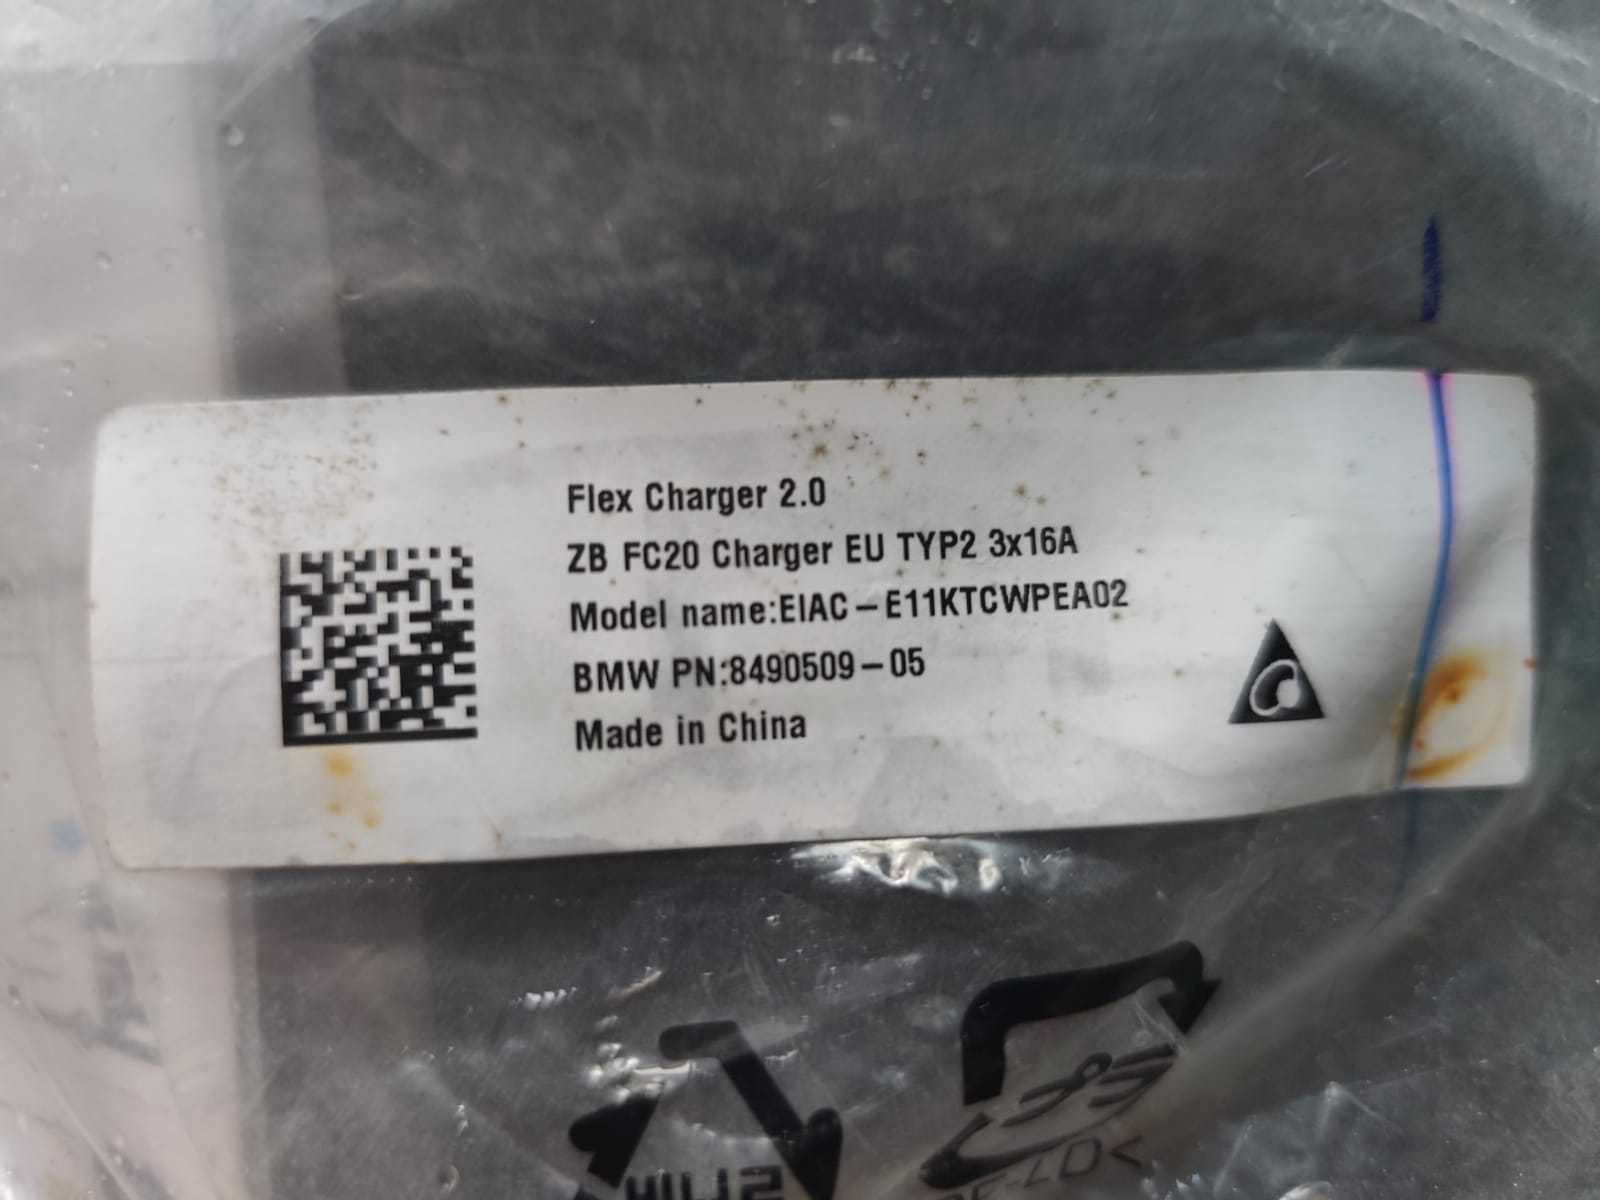 Flex Charger 2.0
ZB FC20 Charger EU TYP2 3x16A
Model name:EIAC-E11KTCWPEA02
BMW PN:8490509-05
Made in China